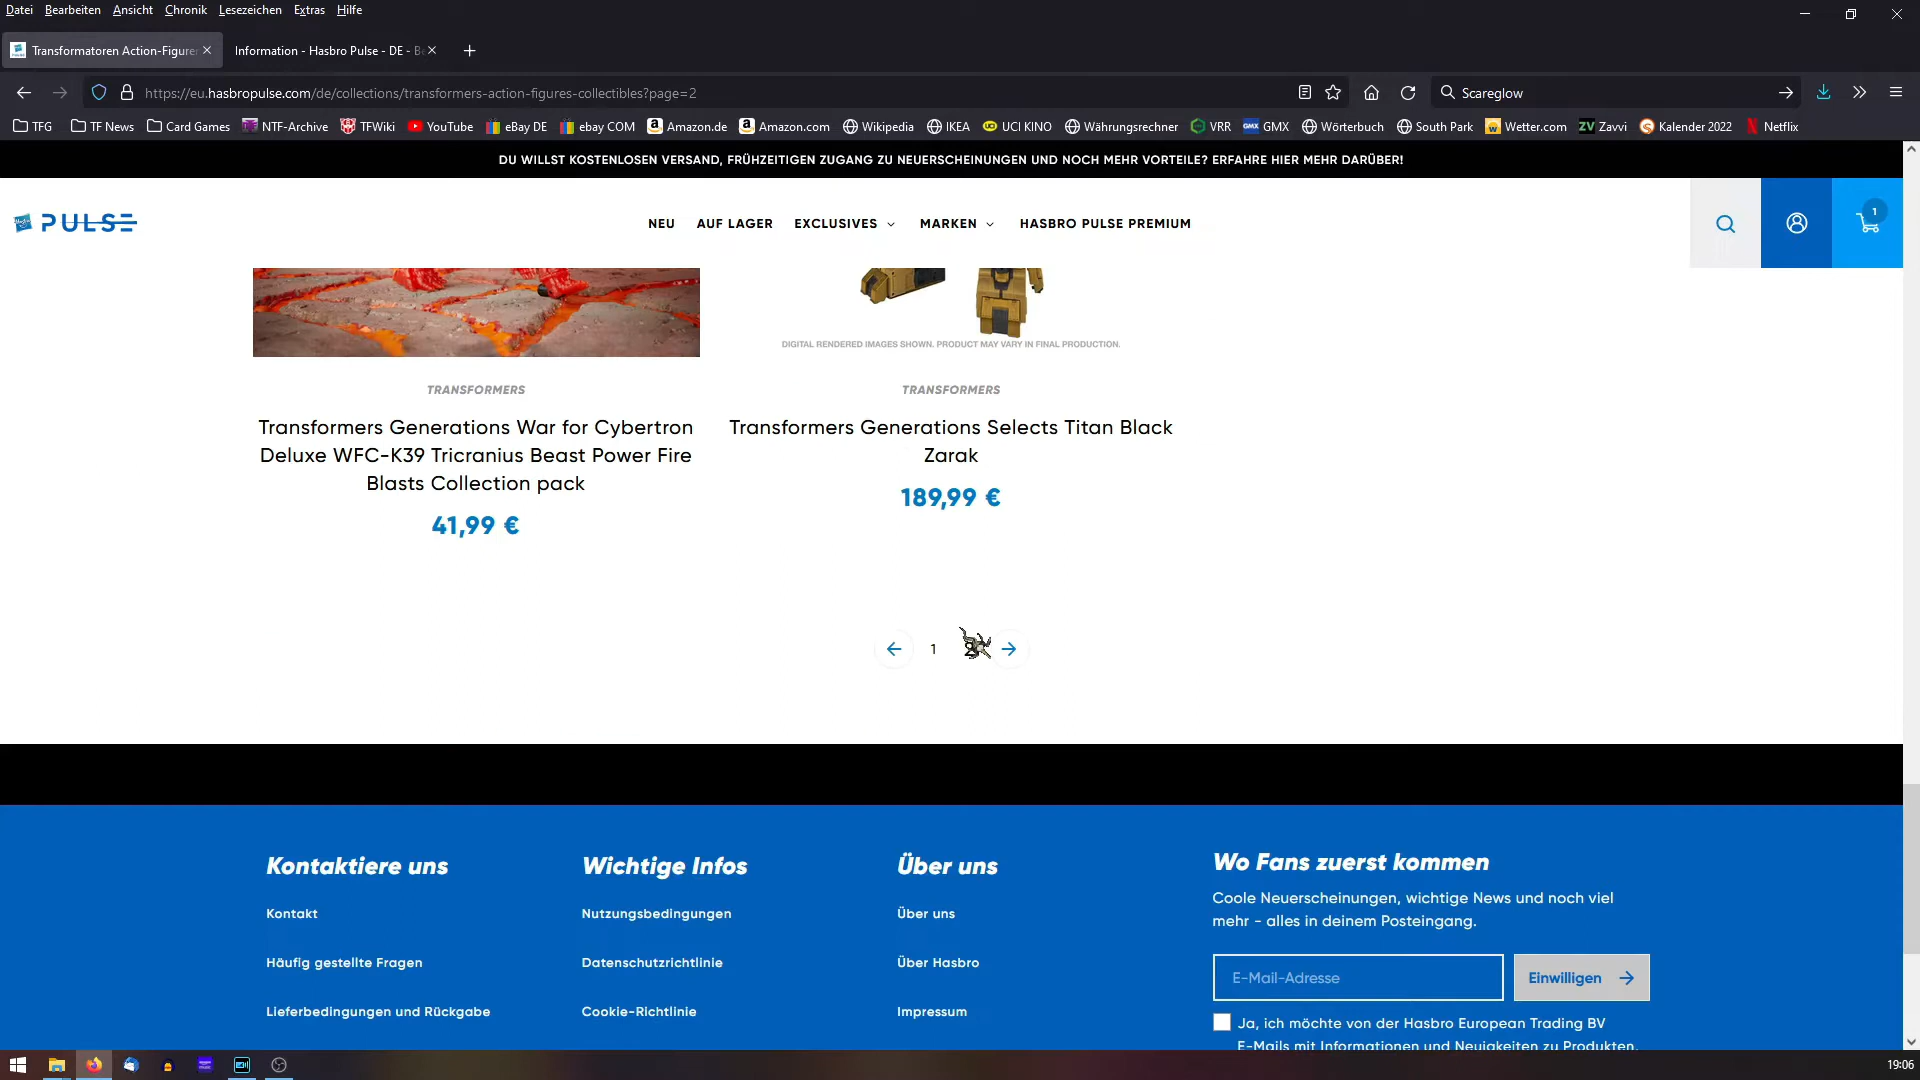 Datei Bearbeiten Ansicht Chronik Lesezeichen Extras Hilfe
Transformatoren Action-Figuren
Information - Hasbro Pulse - DE -
https://eu.hasbropulse.com/de/collections/transformers-action-figures-collectibles?page=2
Scareglow
TFG TF News Card Games NTF-Archive TFWiki YouTube eBay DE ebay COM Amazon.de Amazon.com Wikipedia IKEA UCI KINO Währungsrechner VRR GMX Wörterbuch South Park Wetter.com Zavvi Kalender 2022 Netflix
DU WILLST KOSTENLOSEN VERSAND, FRÜHZEITIGEN ZUGANG ZU NEUERSCHEINUNGEN UND NOCH MEHR VORTEILE? ERFAHRE HIER MEHR DARÜBER!
PULSE
NEU AUF LAGER EXCLUSIVES MARKEN HASBRO PULSE PREMIUM
1
DIGITAL RENDERED IMAGES SHOWN. PRODUCT MAY VARY IN FINAL PRODUCTION.
TRANSFORMERS
Transformers Generations War for Cybertron
Deluxe WFC-K39 Tricranius Beast Power Fire
Blasts Collection pack
41,99 €
TRANSFORMERS
Transformers Generations Selects Titan Black
Zarak
189,99 €
1 2
Kontaktiere uns
Kontakt
Häufig gestellte Fragen
Lieferbedingungen und Rückgabe
Wichtige Infos
Nutzungsbedingungen
Datenschutzrichtlinie
Cookie-Richtlinie
Über uns
Über uns
Über Hasbro
Impressum
Wo Fans zuerst kommen
Coole Neuerscheinungen, wichtige News und noch viel
mehr - alles in deinem Posteingang.
E-Mail-Adresse
Einwilligen
Ja, ich möchte von der Hasbro European Trading BV
E-Mails mit Informationen und Neuigkeiten zu Produkten,
19:06